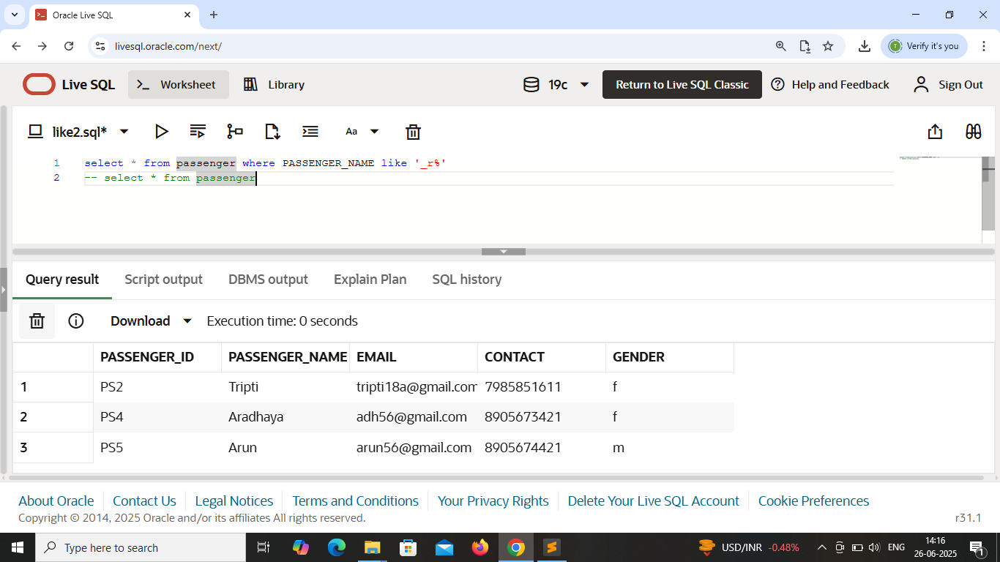 Oracle Live SQL
livesql.oracle.com/next/
T Verify it's you
Live SQL Worksheet Library 19c Return to Live SQL Classic Help and Feedback Sign Out
like2.sql* Aa
1 select * from passenger where PASSENGER_NAME like '_r%'
2 -- select * from passenger
Query result Script output DBMS output Explain Plan SQL history
Download Execution time: 0 seconds
PASSENGER_ID PASSENGER_NAME EMAIL CONTACT GENDER
1 PS2 Tripti tripti18a@gmail.com 7985851611 f
2 PS4 Aradhaya adh56@gmail.com 8905673421 f
3 PS5 Arun arun56@gmail.com 8905674421 m
About Oracle Contact Us Legal Notices Terms and Conditions Your Privacy Rights Delete Your Live SQL Account Cookie Preferences
Copyright © 2014, 2025 Oracle and/or its affiliates All rights reserved. r31.1
Type here to search USD/INR -0.48% ENG 14:16
26-06-2025 1